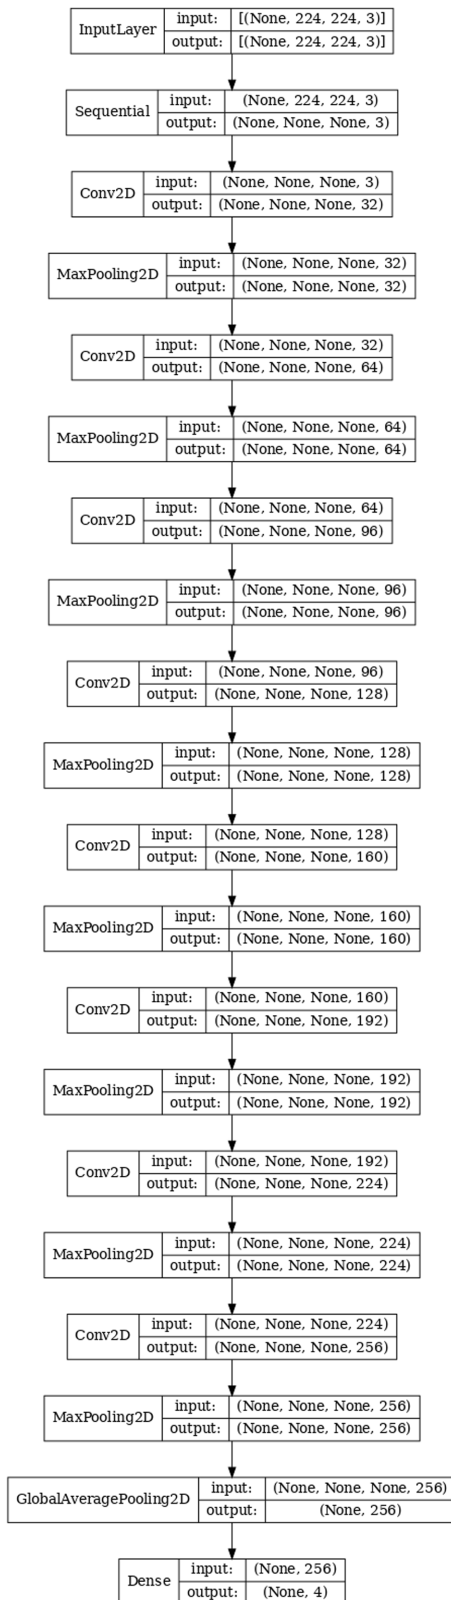 InputLayer
input: [(None, 224, 224, 3)]
output: [(None, 224, 224, 3)]
Sequential
input: (None, 224, 224, 3)
output: (None, None, None, 3)
Conv2D
input: (None, None, None, 3)
output: (None, None, None, 32)
MaxPooling2D
input: (None, None, None, 32)
output: (None, None, None, 32)
Conv2D
input: (None, None, None, 32)
output: (None, None, None, 64)
MaxPooling2D
input: (None, None, None, 64)
output: (None, None, None, 64)
Conv2D
input: (None, None, None, 64)
output: (None, None, None, 96)
MaxPooling2D
input: (None, None, None, 96)
output: (None, None, None, 96)
Conv2D
input: (None, None, None, 96)
output: (None, None, None, 128)
MaxPooling2D
input: (None, None, None, 128)
output: (None, None, None, 128)
Conv2D
input: (None, None, None, 128)
output: (None, None, None, 160)
MaxPooling2D
input: (None, None, None, 160)
output: (None, None, None, 160)
Conv2D
input: (None, None, None, 160)
output: (None, None, None, 192)
MaxPooling2D
input: (None, None, None, 192)
output: (None, None, None, 192)
Conv2D
input: (None, None, None, 192)
output: (None, None, None, 224)
MaxPooling2D
input: (None, None, None, 224)
output: (None, None, None, 224)
Conv2D
input: (None, None, None, 224)
output: (None, None, None, 256)
MaxPooling2D
input: (None, None, None, 256)
output: (None, None, None, 256)
GlobalAveragePooling2D
input: (None, None, None, 256)
output: (None, 256)
Dense
input: (None, 256)
output: (None, 4)